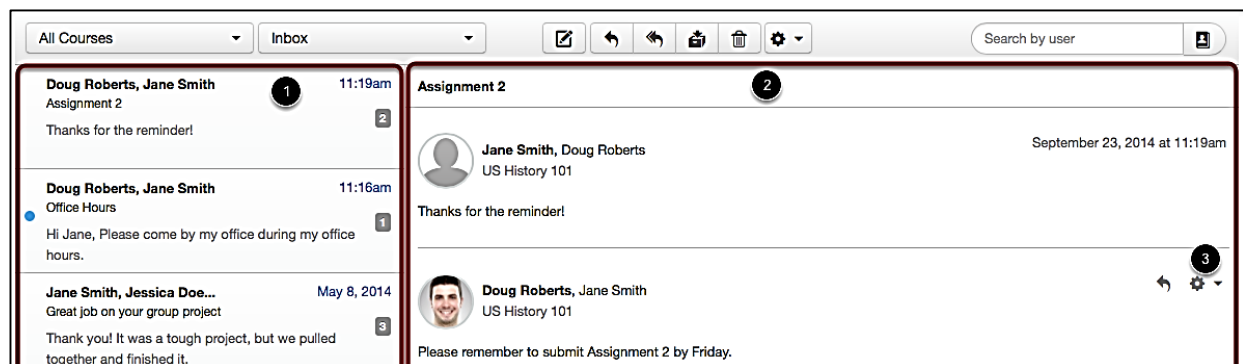 All Courses
Inbox
Search by user
Doug Roberts, Jane Smith 11:19am
Assignment 2
2
Thanks for the reminder!
1
Doug Roberts, Jane Smith 11:16am
Office Hours
1
Hi Jane, Please come by my office during my office
hours.
Jane Smith, Jessica Doe... May 8, 2014
Great job on your group project
3
Thank you! It was a tough project, but we pulled
together and finished it.
Assignment 2
2
Jane Smith, Doug Roberts September 23, 2014 at 11:19am
US History 101
Thanks for the reminder!
3
Doug Roberts, Jane Smith
US History 101
Please remember to submit Assignment 2 by Friday.